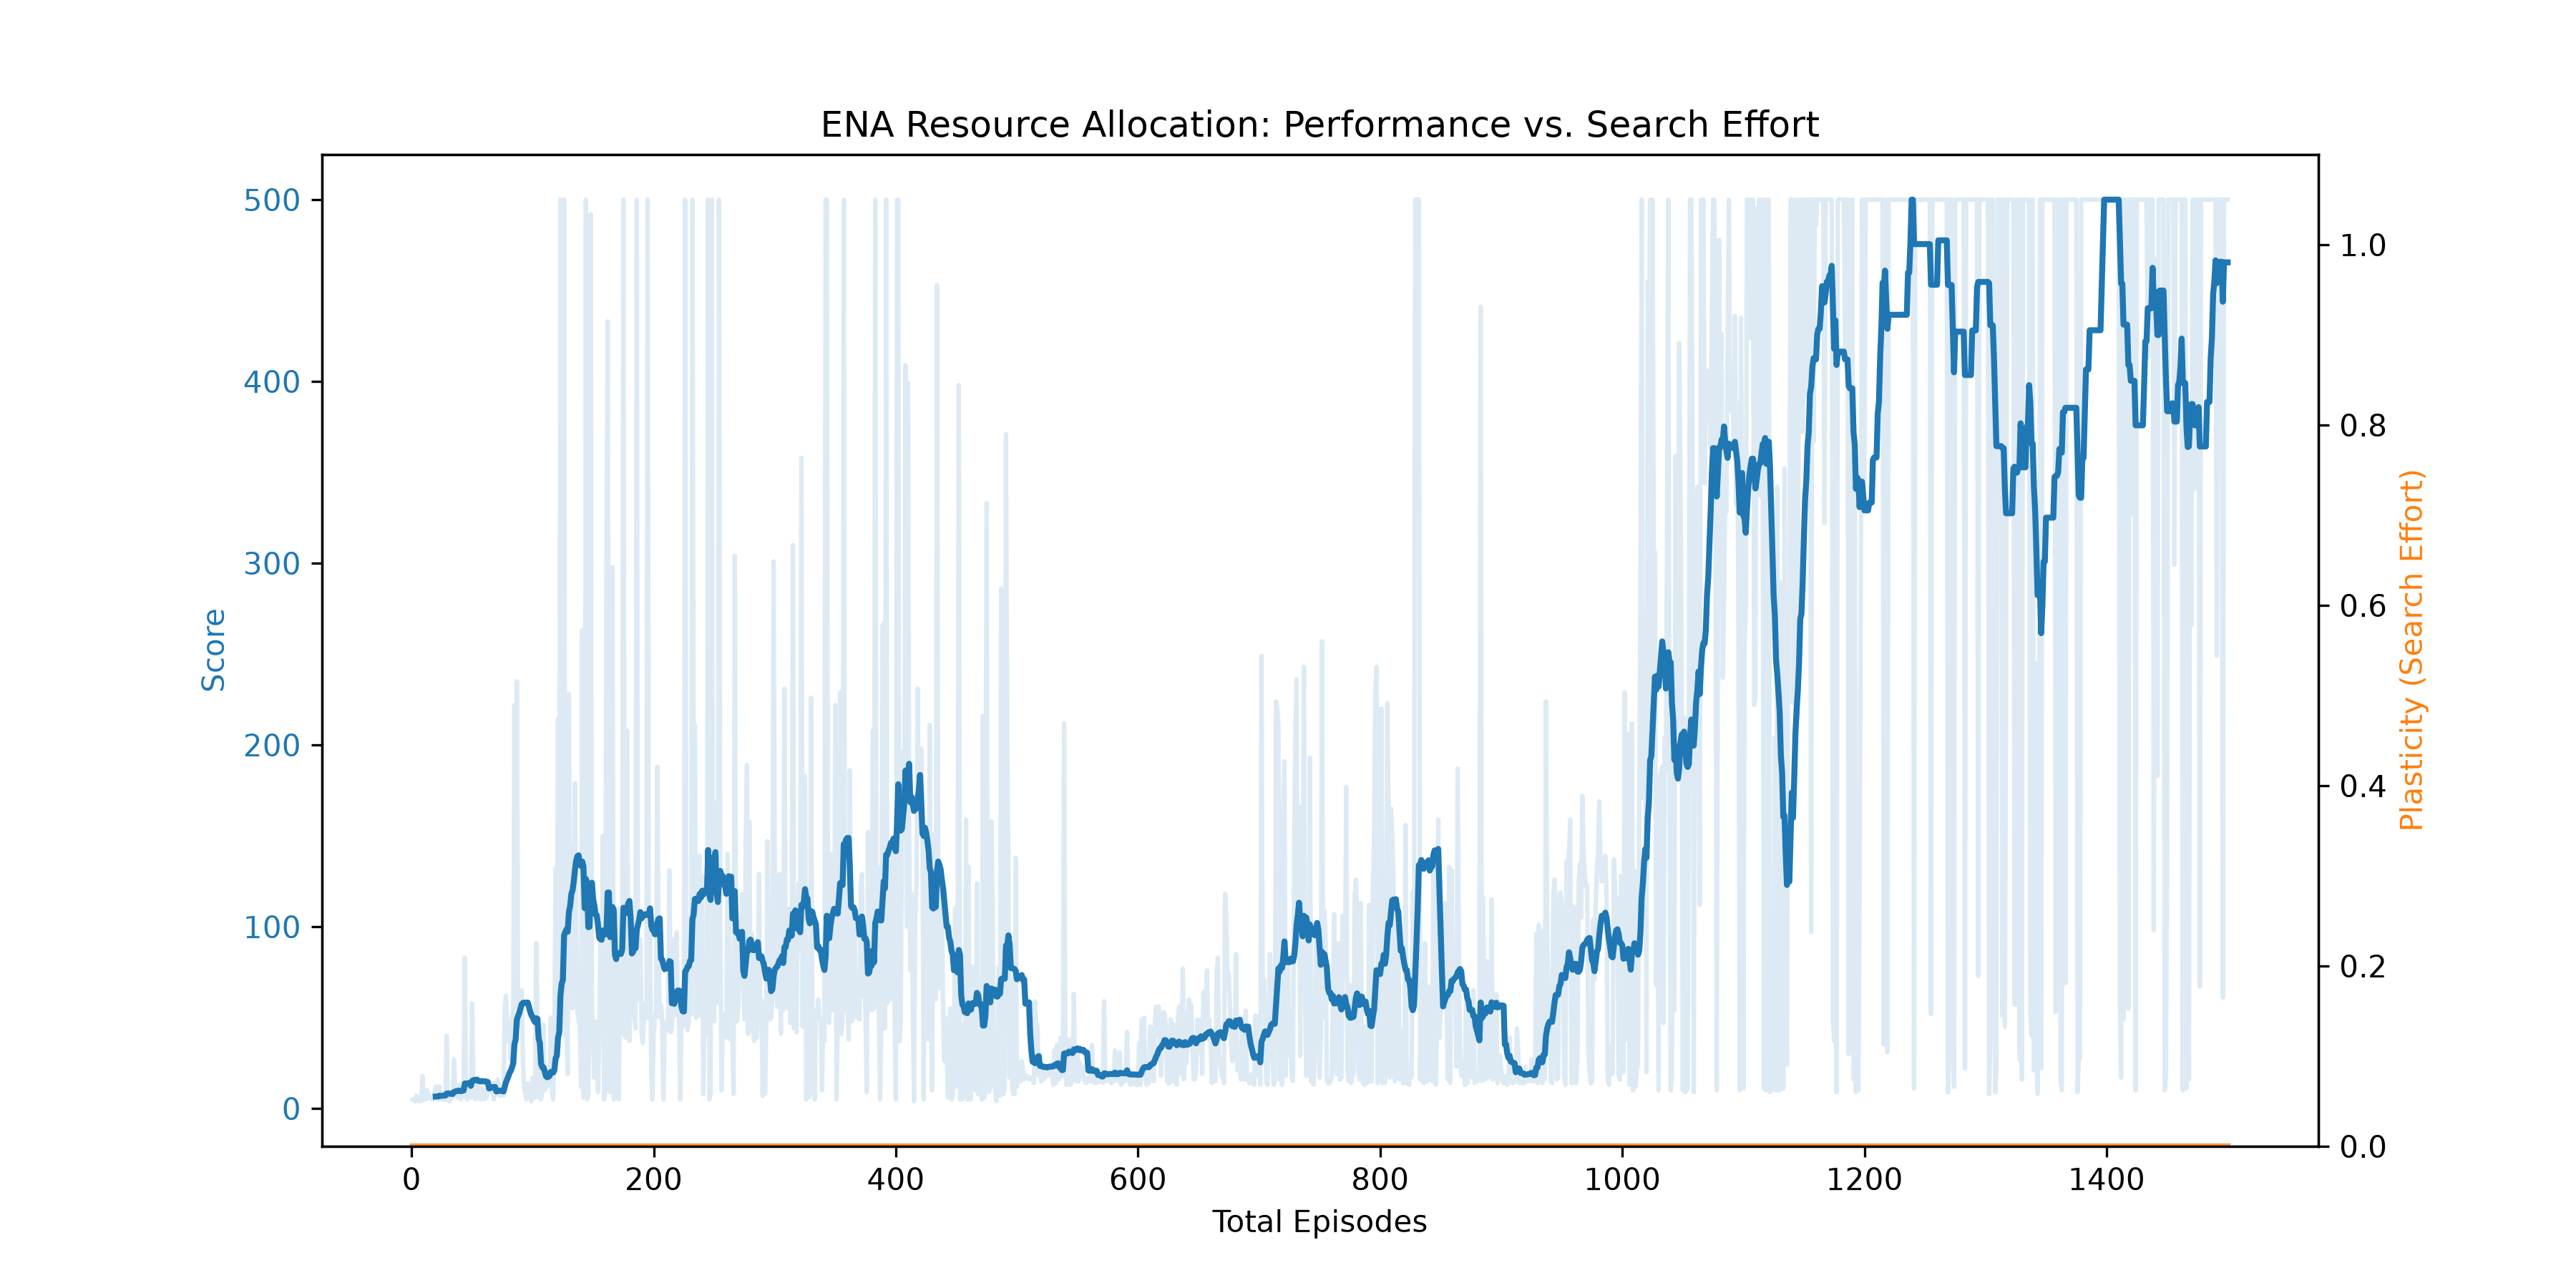 ENA Resource Allocation: Performance vs. Search Effort
500
400
300
200
100
0
Score
1.0
0.8
0.6
0.4
0.2
0.0
Plasticity (Search Effort)
0 200 400 600 800 1000 1200 1400
Total Episodes